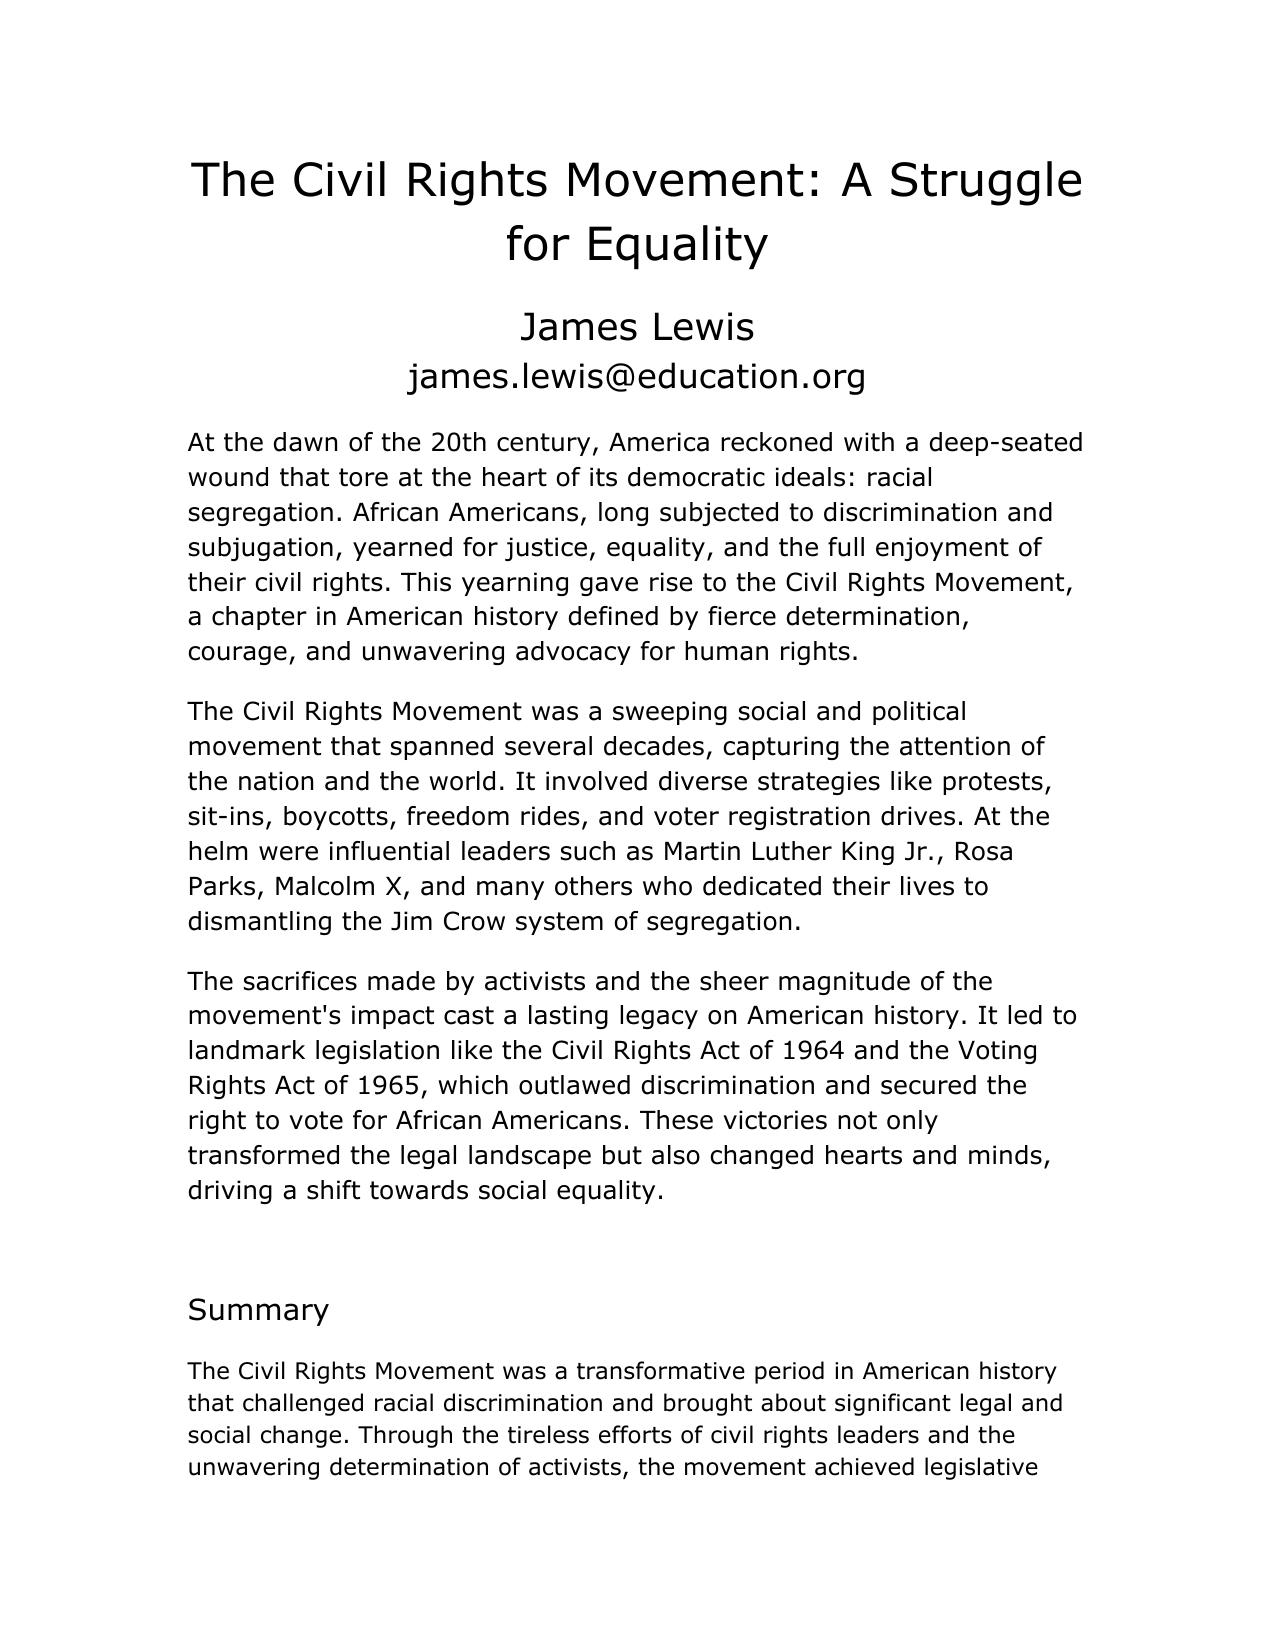 The Civil Rights Movement: A Struggle
for Equality
James Lewis
james.lewis@education.org
At the dawn of the 20th century, America reckoned with a deep-seated
wound that tore at the heart of its democratic ideals: racial
segregation. African Americans, long subjected to discrimination and
subjugation, yearned for justice, equality, and the full enjoyment of
their civil rights. This yearning gave rise to the Civil Rights Movement,
a chapter in American history defined by fierce determination,
courage, and unwavering advocacy for human rights.
The Civil Rights Movement was a sweeping social and political
movement that spanned several decades, capturing the attention of
the nation and the world. It involved diverse strategies like protests,
sit-ins, boycotts, freedom rides, and voter registration drives. At the
helm were influential leaders such as Martin Luther King Jr., Rosa
Parks, Malcolm X, and many others who dedicated their lives to
dismantling the Jim Crow system of segregation.
The sacrifices made by activists and the sheer magnitude of the
movement's impact cast a lasting legacy on American history. It led to
landmark legislation like the Civil Rights Act of 1964 and the Voting
Rights Act of 1965, which outlawed discrimination and secured the
right to vote for African Americans. These victories not only
transformed the legal landscape but also changed hearts and minds,
driving a shift towards social equality.
Summary
The Civil Rights Movement was a transformative period in American history
that challenged racial discrimination and brought about significant legal and
social change. Through the tireless efforts of civil rights leaders and the
unwavering determination of activists, the movement achieved legislative